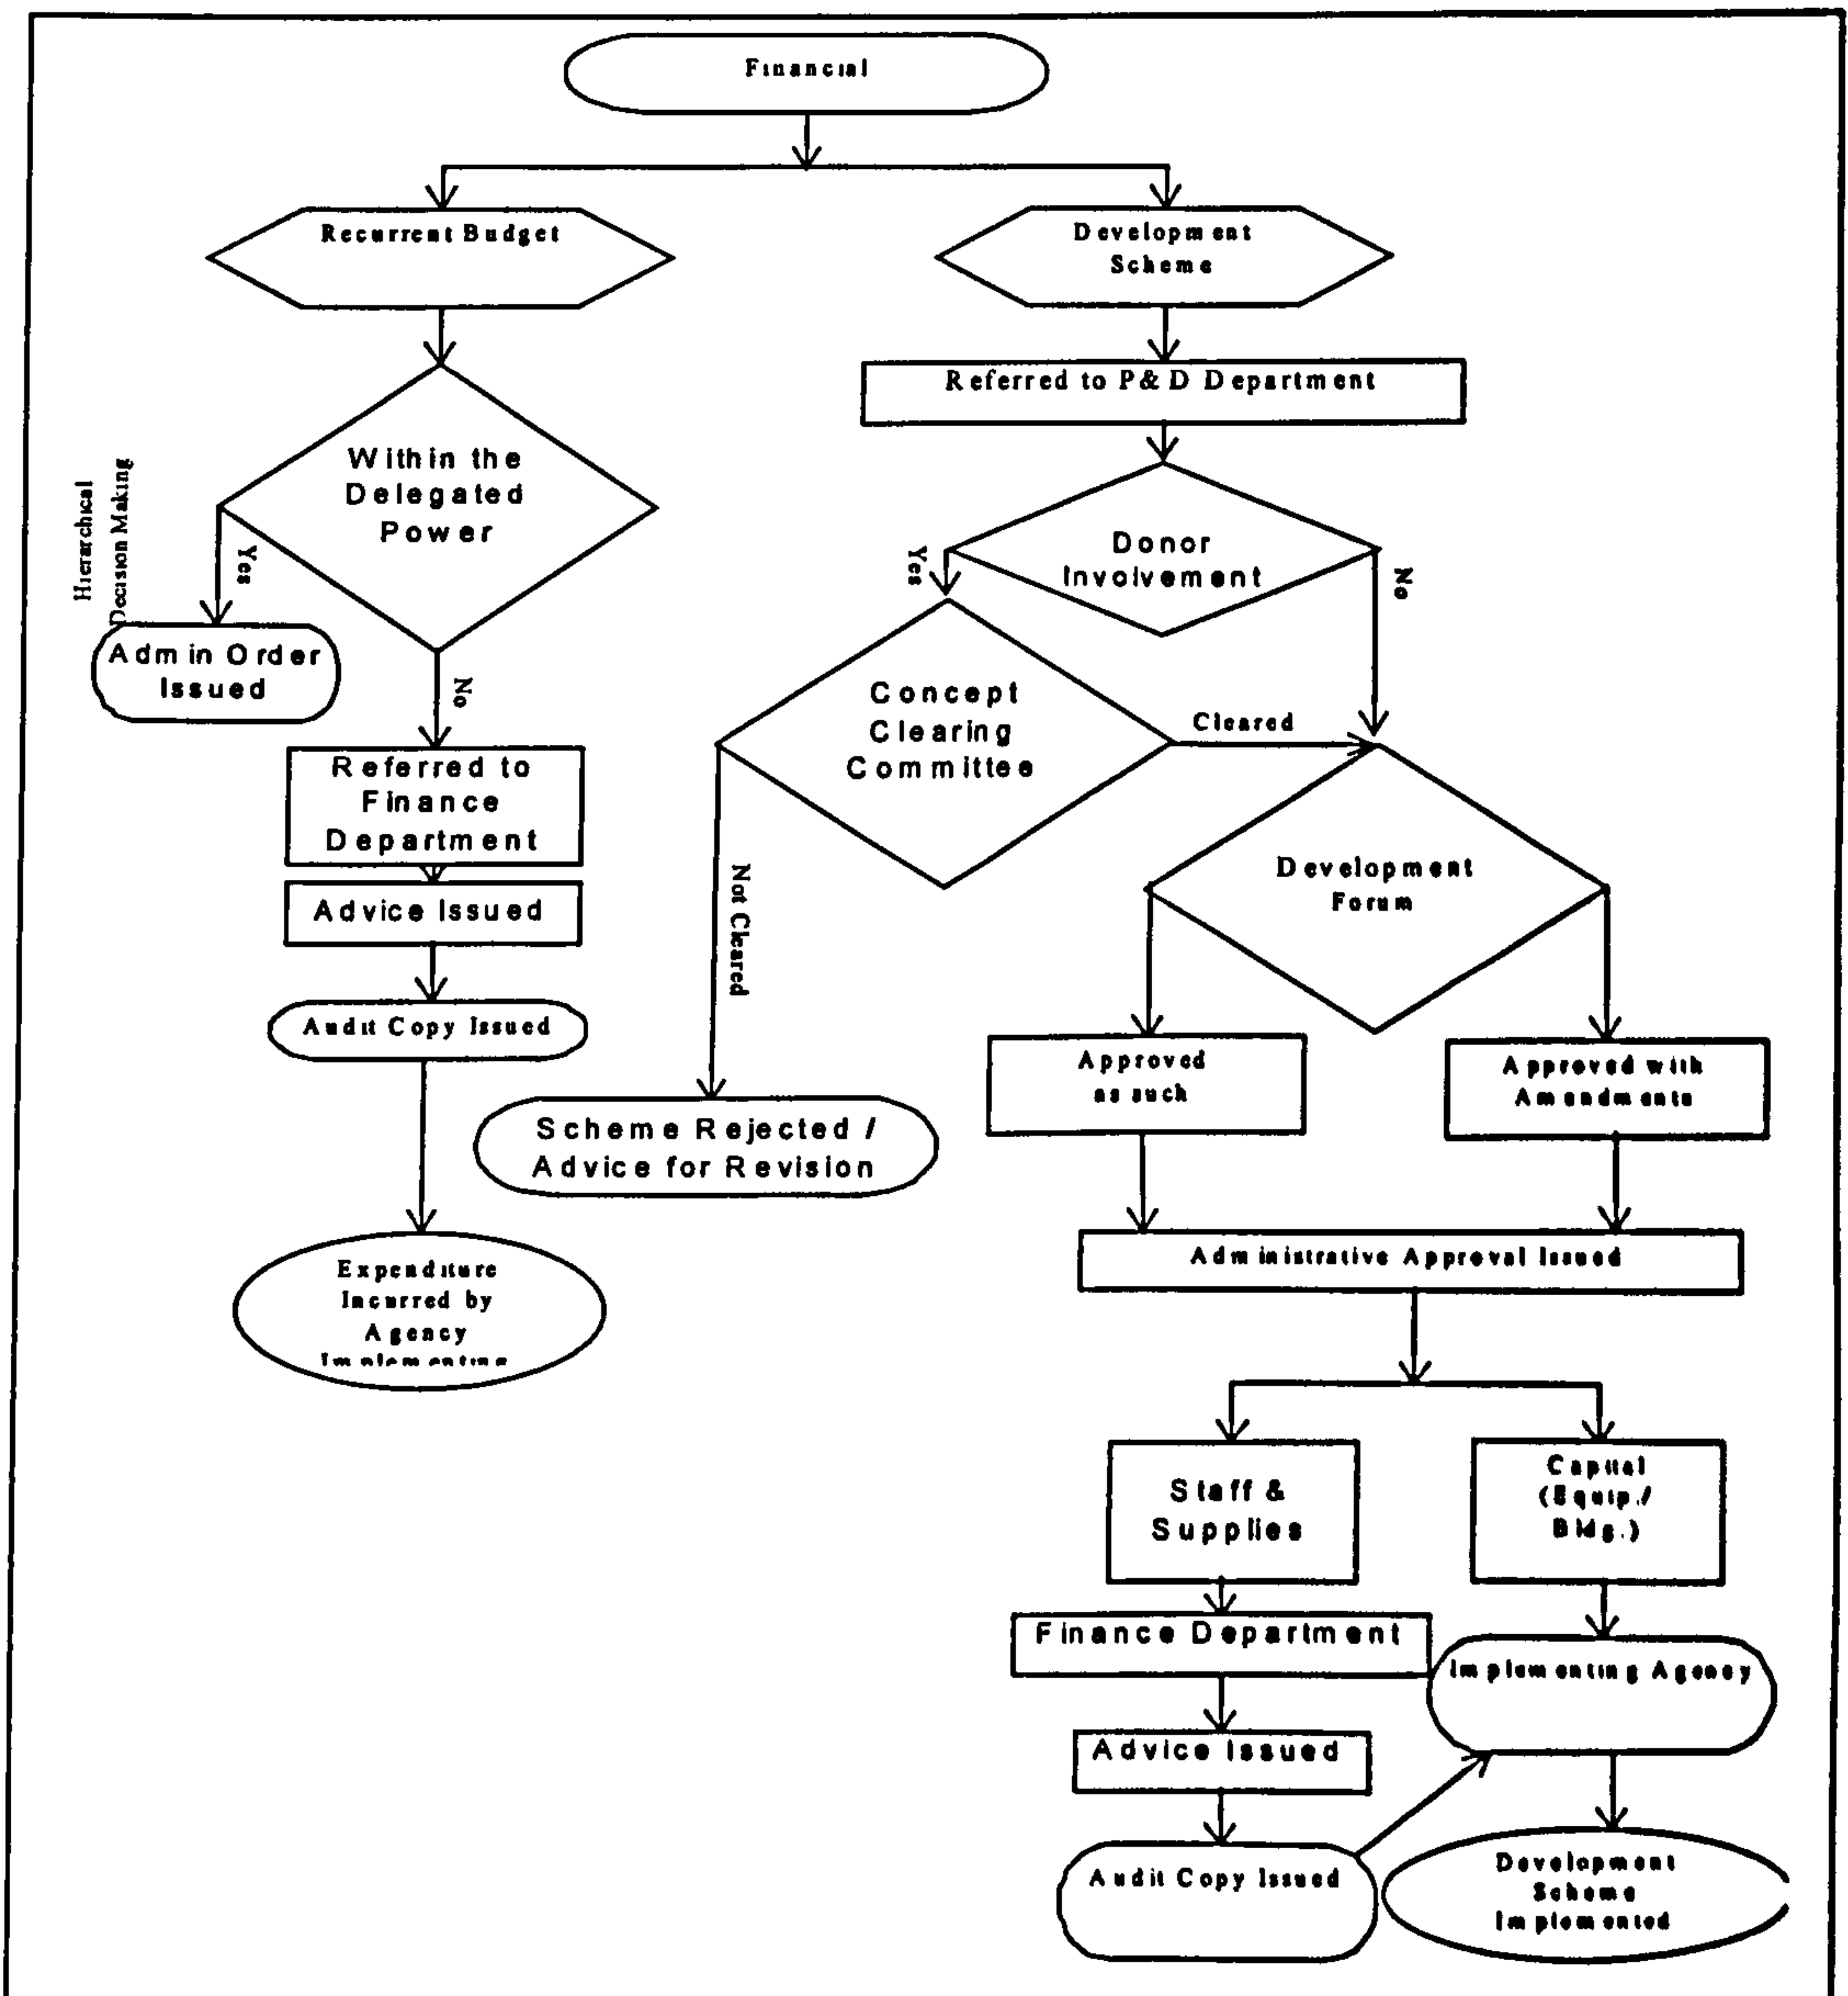 Financial
Recurrent Budget
Development
Scheme
Referred to P&D Department
Within the
Delegated
Power
Hierarchical
Decision Making
Yes
Admin Order
Issued
No
Referred to
Finance
Department
Advice Issued
Audit Copy Issued
Expenditure
Incurred by
Agency
Implementing
Donor
Involvement
Yes
No
Concept
Clearing
Committee
Cleared
Not Cleared
Scheme Rejected /
Advice for Revision
Development
Forum
Approved
as such
Approved with
Amendments
Administrative Approval Issued
Staff &
Supplies
Capital
(Equip./
Bldg.)
Finance Department
Implementing Agency
Advice Issued
Audit Copy Issued
Development
Scheme
Implemented